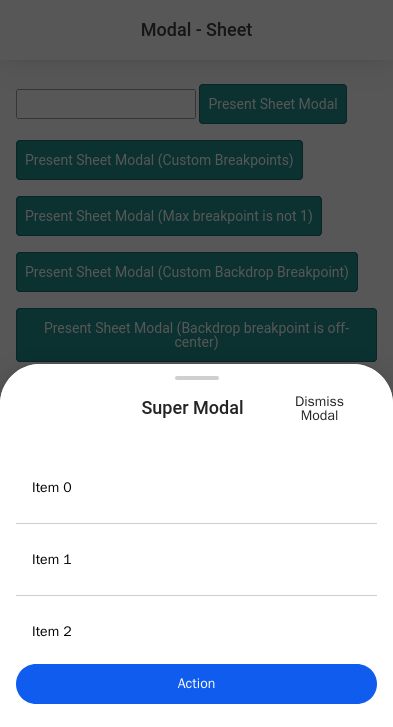 Modal - Sheet
Present Sheet Modal
Present Sheet Modal (Custom Breakpoints)
Present Sheet Modal (Max breakpoint is not 1)
Present Sheet Modal (Custom Backdrop Breakpoint)
Present Sheet Modal (Backdrop breakpoint is off-
center)
Super Modal
Dismiss
Modal
Item 0
Item 1
Item 2
Action